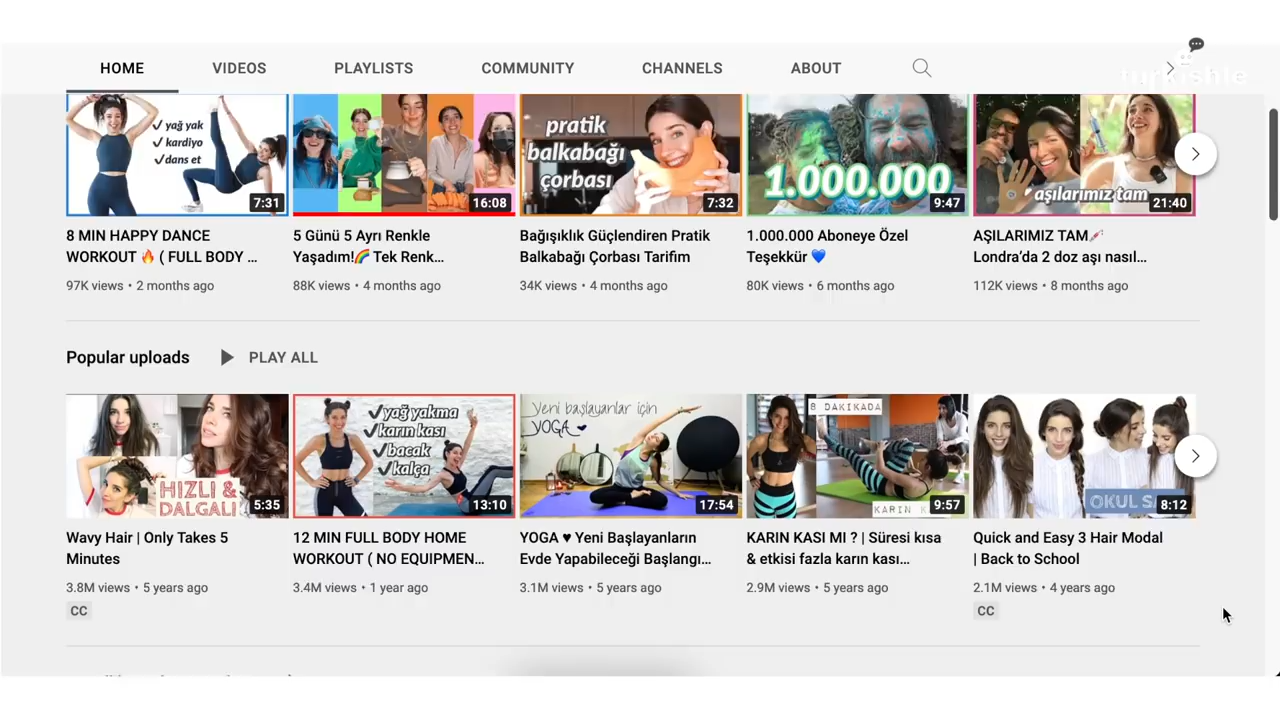 HOME VIDEOS PLAYLISTS COMMUNITY CHANNELS ABOUT
turkishle
✓ yağ yak
✓ kardiyo
✓dans et
7:31
16:08
pratik
balkabağı
çorbası
7:32
1.000.000
9:47
aşılarımız tam
21:40
8 MIN HAPPY DANCE
WORKOUT 🔥 ( FULL BODY ...
97K views • 2 months ago
5 Günü 5 Ayrı Renkle
Yaşadım!🌈 Tek Renk...
88K views • 4 months ago
Bağışıklık Güçlendiren Pratik
Balkabağı Çorbası Tarifim
34K views • 4 months ago
1.000.000 Aboneye Özel
Teşekkür 💙
80K views • 6 months ago
AŞILARIMIZ TAM💉
Londra’da 2 doz aşı nasıl...
112K views • 8 months ago
Popular uploads PLAY ALL
HIZLI &
DALGALI
5:35
✓yağ yakma
✓karın kası
✓bacak
✓kalça
13:10
Yeni başlayanlar için
YOGA
17:54
8 DAKIKADA
KARIN K
9:57
OKUL SA
8:12
Wavy Hair | Only Takes 5
Minutes
3.8M views • 5 years ago
CC
12 MIN FULL BODY HOME
WORKOUT ( NO EQUIPMEN...
3.4M views • 1 year ago
YOGA ♥ Yeni Başlayanların
Evde Yapabileceği Başlangı...
3.1M views • 5 years ago
KARIN KASI MI ? | Süresi kısa
& etkisi fazla karın kası...
2.9M views • 5 years ago
Quick and Easy 3 Hair Modal
| Back to School
2.1M views • 4 years ago
CC